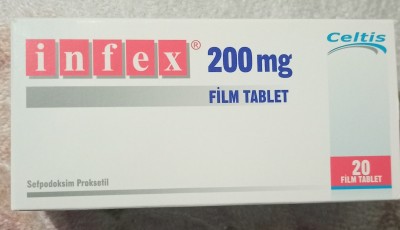 infex® 200 mg
FİLM TABLET
Celtis
20
FİLM TABLET
Sefpodoksim Proksetil